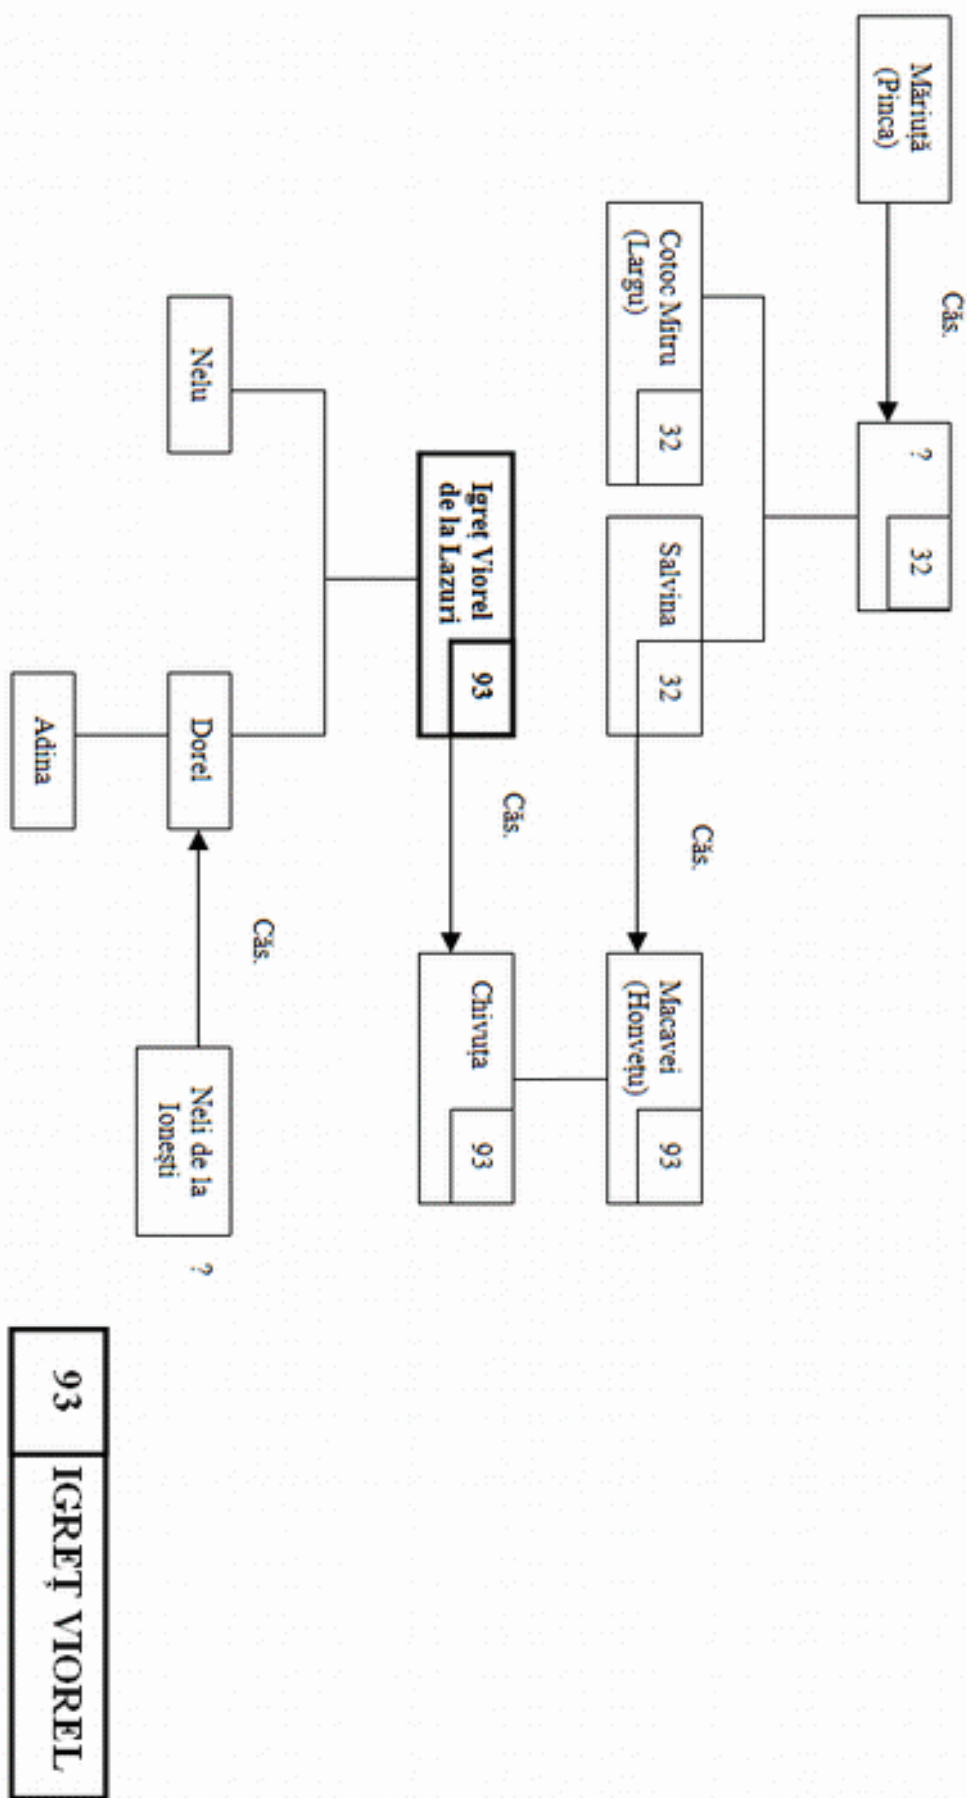 Măriuță
(Pinca)
Căs.
?
32
Cotoc Mitru
(Largu)
32
Salvina
32
Căs.
Macavei
(Honvețu)
93
Igreț Viorel
de la Lazuri
93
Căs.
Chivuța
93
Nelu
Dorel
Căs.
Neli de la
Ionești
?
Adina
93
IGREȚ VIOREL